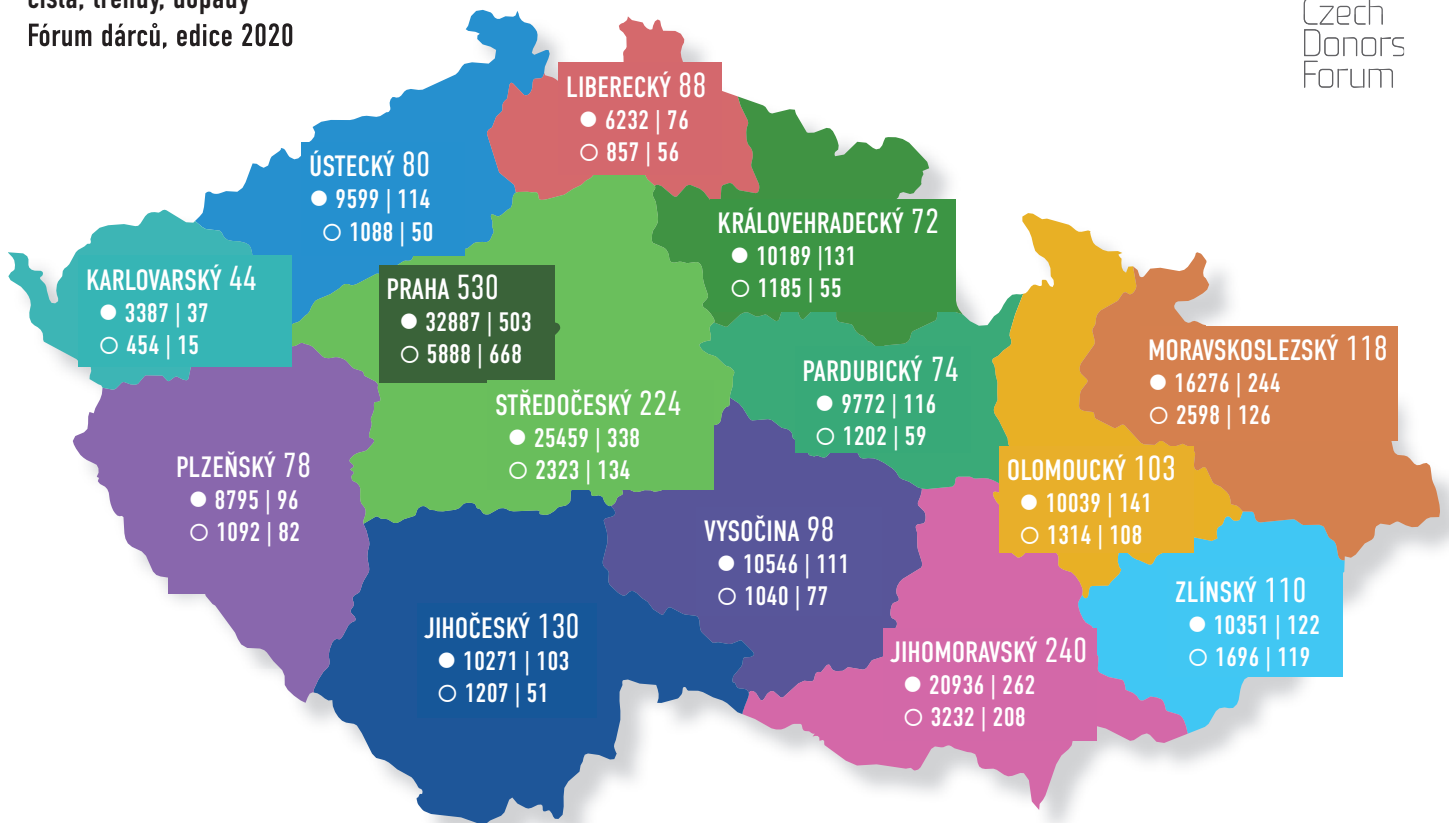 čísla, trendy, dopady
Fórum dárců, edice 2020
Czech
Donors
Forum
LIBERECKÝ 88
6232 | 76
857 | 56
ÚSTECKÝ 80
9599 | 114
1088 | 50
KRÁLOVEHRADECKÝ 72
10189 |131
1185 | 55
KARLOVARSKÝ 44
3387 | 37
454 | 15
PRAHA 530
32887 | 503
5888 | 668
MORAVSKOSLEZSKÝ 118
16276 | 244
2598 | 126
PARDUBICKÝ 74
9772 | 116
1202 | 59
STŘEDOČESKÝ 224
25459 | 338
2323 | 134
PLZEŇSKÝ 78
8795 | 96
1092 | 82
OLOMOUCKÝ 103
10039 | 141
1314 | 108
VYSOČINA 98
10546 | 111
1040 | 77
ZLÍNSKÝ 110
10351 | 122
1696 | 119
JIHOČESKÝ 130
10271 | 103
1207 | 51
JIHOMORAVSKÝ 240
20936 | 262
3232 | 208